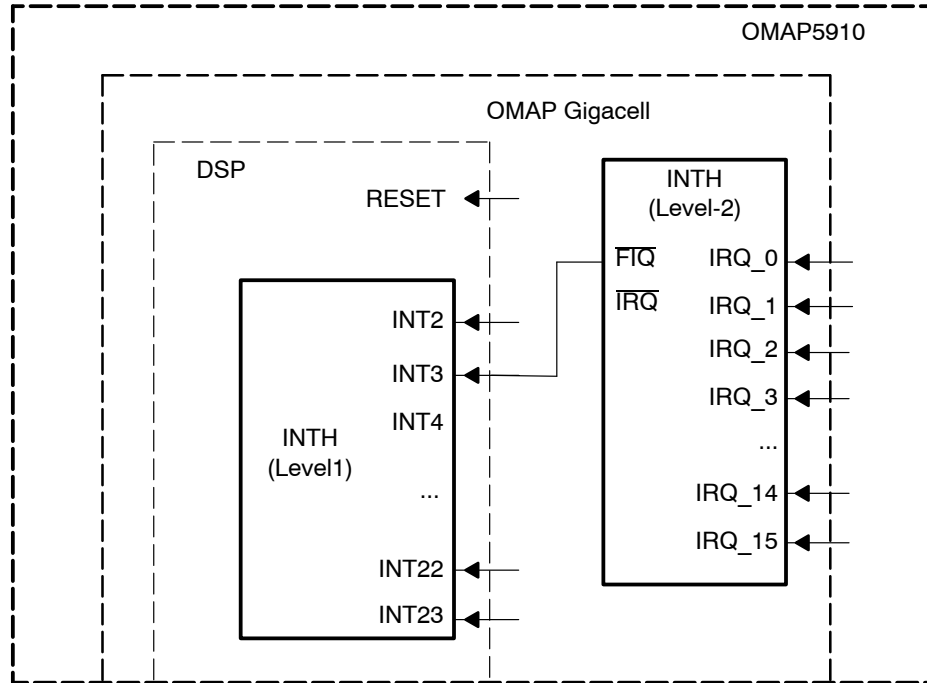 OMAP5910
OMAP Gigacell
DSP
RESET
INTH
(Level-2)
FIQ
IRQ
IRQ_0
IRQ_1
IRQ_2
IRQ_3
...
IRQ_14
IRQ_15
INTH
(Level1)
INT2
INT3
INT4
...
INT22
INT23